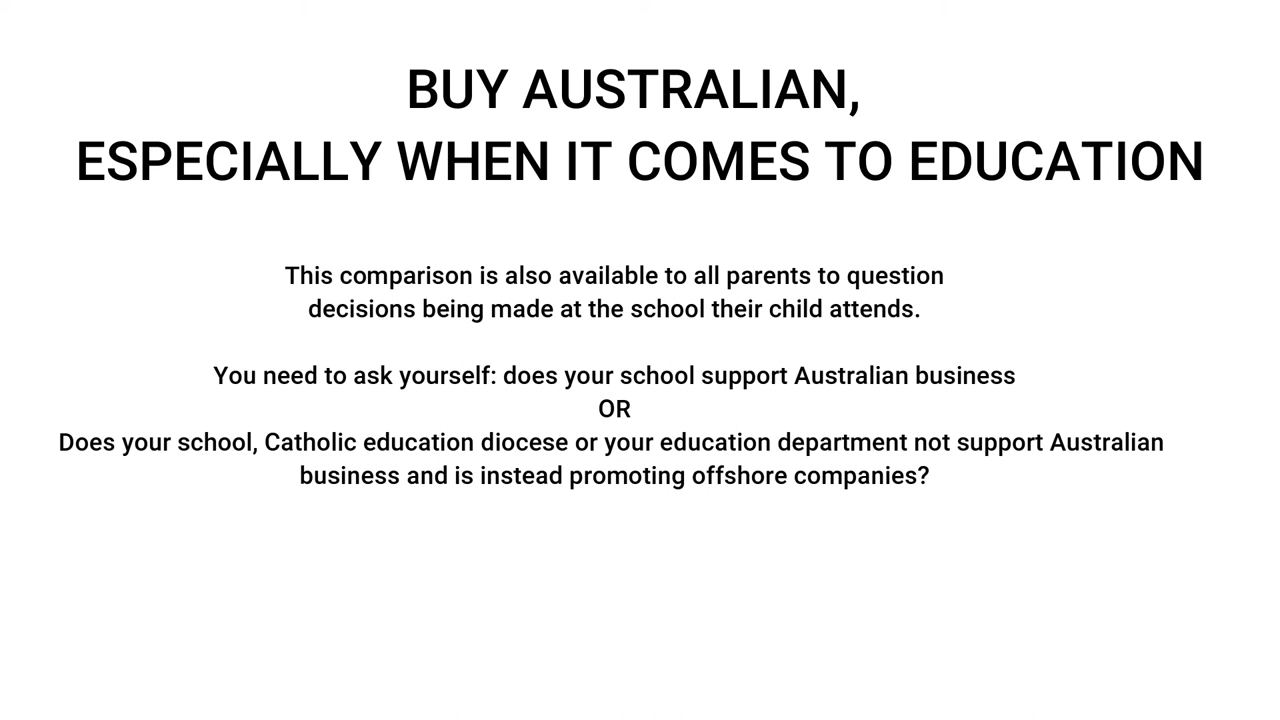 BUY AUSTRALIAN,
ESPECIALLY WHEN IT COMES TO EDUCATION
This comparison is also available to all parents to question
decisions being made at the school their child attends.
You need to ask yourself: does your school support Australian business
OR
Does your school, Catholic education diocese or your education department not support Australian
business and is instead promoting offshore companies?